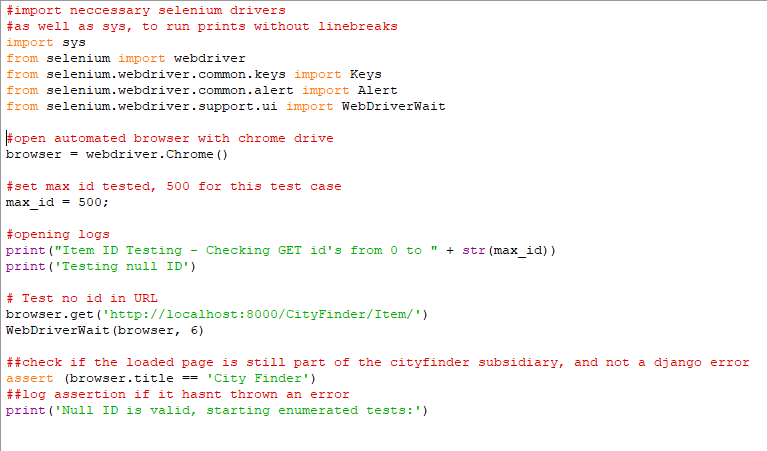 #import neccessary selenium drivers
#as well as sys, to run prints without linebreaks
import sys
from selenium import webdriver
from selenium.webdriver.common.keys import Keys
from selenium.webdriver.common.alert import Alert
from selenium.webdriver.support.ui import WebDriverWait
#open automated browser with chrome drive
browser = webdriver.Chrome()
#set max id tested, 500 for this test case
max_id = 500;
#opening logs
print("Item ID Testing - Checking GET id's from 0 to " + str(max_id))
print('Testing null ID')
# Test no id in URL
browser.get('http://localhost:8000/CityFinder/Item/')
WebDriverWait(browser, 6)
##check if the loaded page is still part of the cityfinder subsidiary, and not a django error
assert (browser.title == 'City Finder')
##log assertion if it hasnt thrown an error
print('Null ID is valid, starting enumerated tests:')